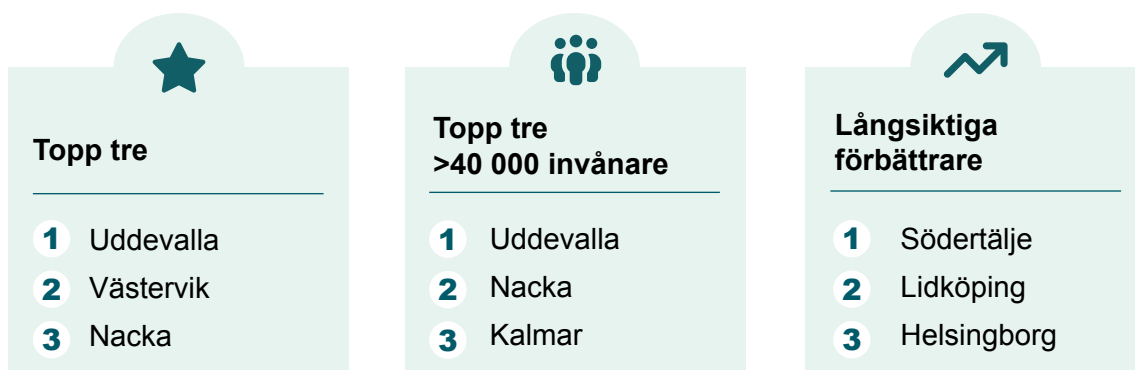 Topp tre
1 Uddevalla
2 Västervik
3 Nacka
Topp tre
>40 000 invånare
1 Uddevalla
2 Nacka
3 Kalmar
Långsiktiga
förbättrare
1 Södertälje
2 Lidköping
3 Helsingborg